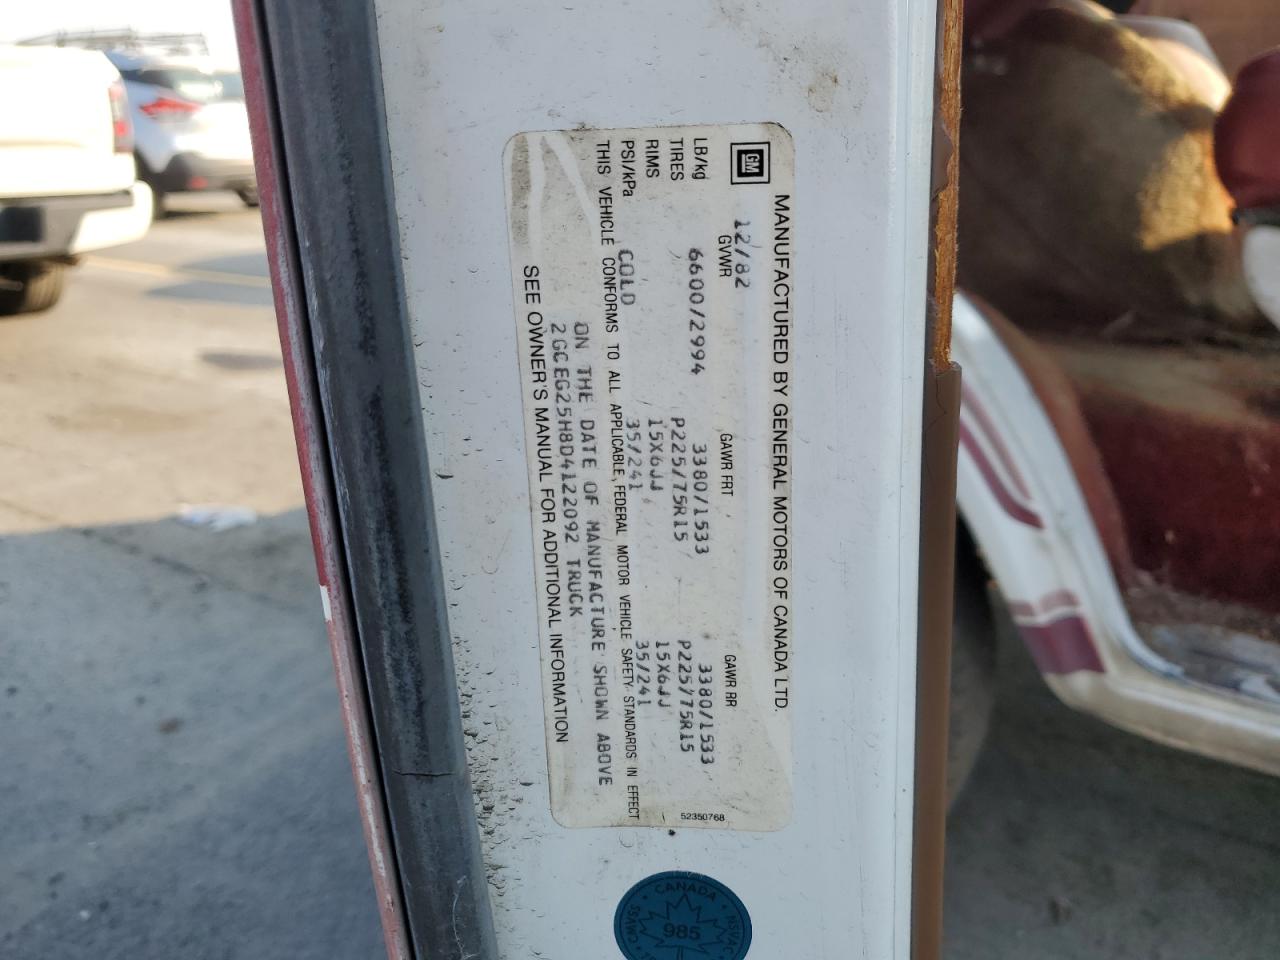 GM
MANUFACTURED BY GENERAL MOTORS OF CANADA LTD.
12/82
GVWR GAWR FRT GAWR RR
LB/kg 6600/2994 3380/1533 3380/1533
TIRES P225/75R15 P225/75R15
RIMS 15X6JJ 15X6JJ
PSI/kPa COLD 35/241 35/241
THIS VEHICLE CONFORMS TO ALL APPLICABLE, FEDERAL MOTOR VEHICLE SAFETY STANDARDS IN EFFECT
ON THE DATE OF MANUFACTURE SHOWN ABOVE
2GCEG25H8D4122092 TRUCK
SEE OWNER'S MANUAL FOR ADDITIONAL INFORMATION
52350768
CANADA
985
NSVAC
CMVSS